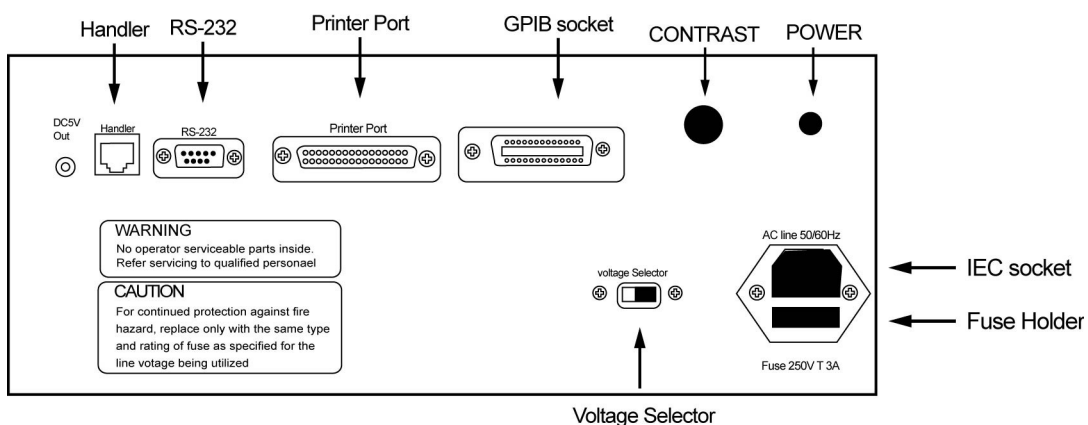 Handler
RS-232
Printer Port
GPIB socket
CONTRAST
POWER
DC5V
Out
Handler
RS-232
Printer Port
WARNING
No operator serviceable parts inside.
Refer servicing to qualified personael
CAUTION
For continued protection against fire
hazard, replace only with the same type
and rating of fuse as specified for the
line votage being utilized
voltage Selector
AC line 50/60Hz
IEC socket
Fuse Holder
Fuse 250V T 3A
Voltage Selector